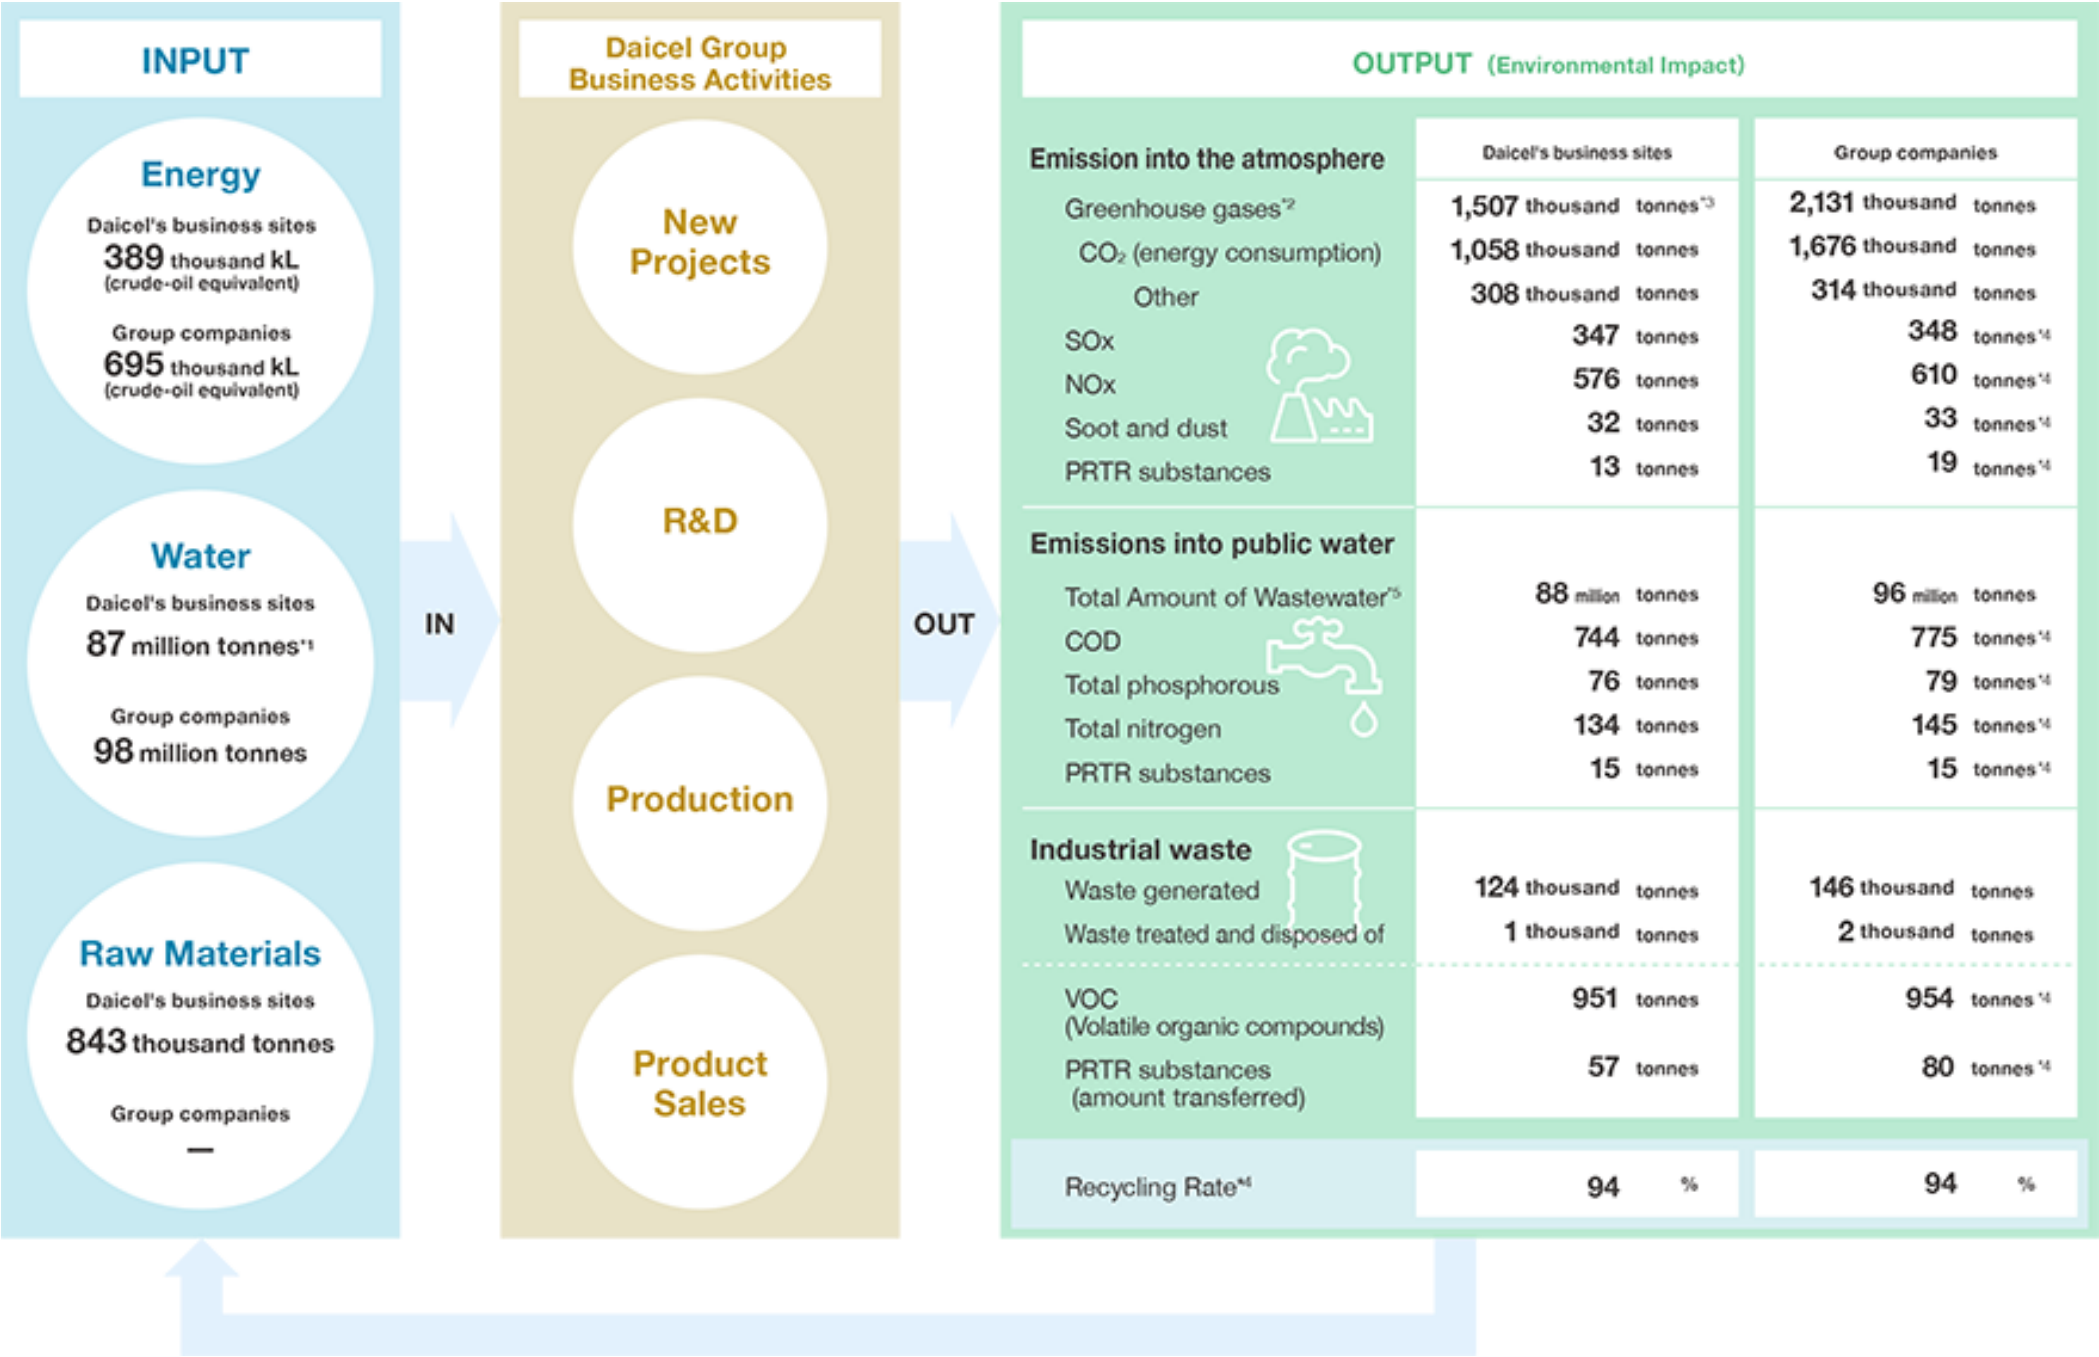 INPUT
Energy
Daicel's business sites
389 thousand kL
(crude-oil equivalent)
Group companies
695 thousand kL
(crude-oil equivalent)
Water
Daicel's business sites
87 million tonnes*1
Group companies
98 million tonnes
Raw Materials
Daicel's business sites
843 thousand tonnes
Group companies
—
IN
Daicel Group
Business Activities
New
Projects
R&D
Production
Product
Sales
OUT
OUTPUT (Environmental Impact)
Emission into the atmosphere Daicel's business sites Group companies
Greenhouse gases*2 1,507 thousand tonnes*3 2,131 thousand tonnes
CO₂ (energy consumption) 1,058 thousand tonnes 1,676 thousand tonnes
Other 308 thousand tonnes 314 thousand tonnes
SOx 347 tonnes 348 tonnes*4
NOx 576 tonnes 610 tonnes*4
Soot and dust 32 tonnes 33 tonnes*4
PRTR substances 13 tonnes 19 tonnes*4
Emissions into public water
Total Amount of Wastewater*5 88 million tonnes 96 million tonnes
COD 744 tonnes 775 tonnes*4
Total phosphorous 76 tonnes 79 tonnes*4
Total nitrogen 134 tonnes 145 tonnes*4
PRTR substances 15 tonnes 15 tonnes*4
Industrial waste
Waste generated 124 thousand tonnes 146 thousand tonnes
Waste treated and disposed of 1 thousand tonnes 2 thousand tonnes
VOC 951 tonnes 954 tonnes*4
(Volatile organic compounds)
PRTR substances 57 tonnes 80 tonnes*4
(amount transferred)
Recycling Rate*4 94 % 94 %